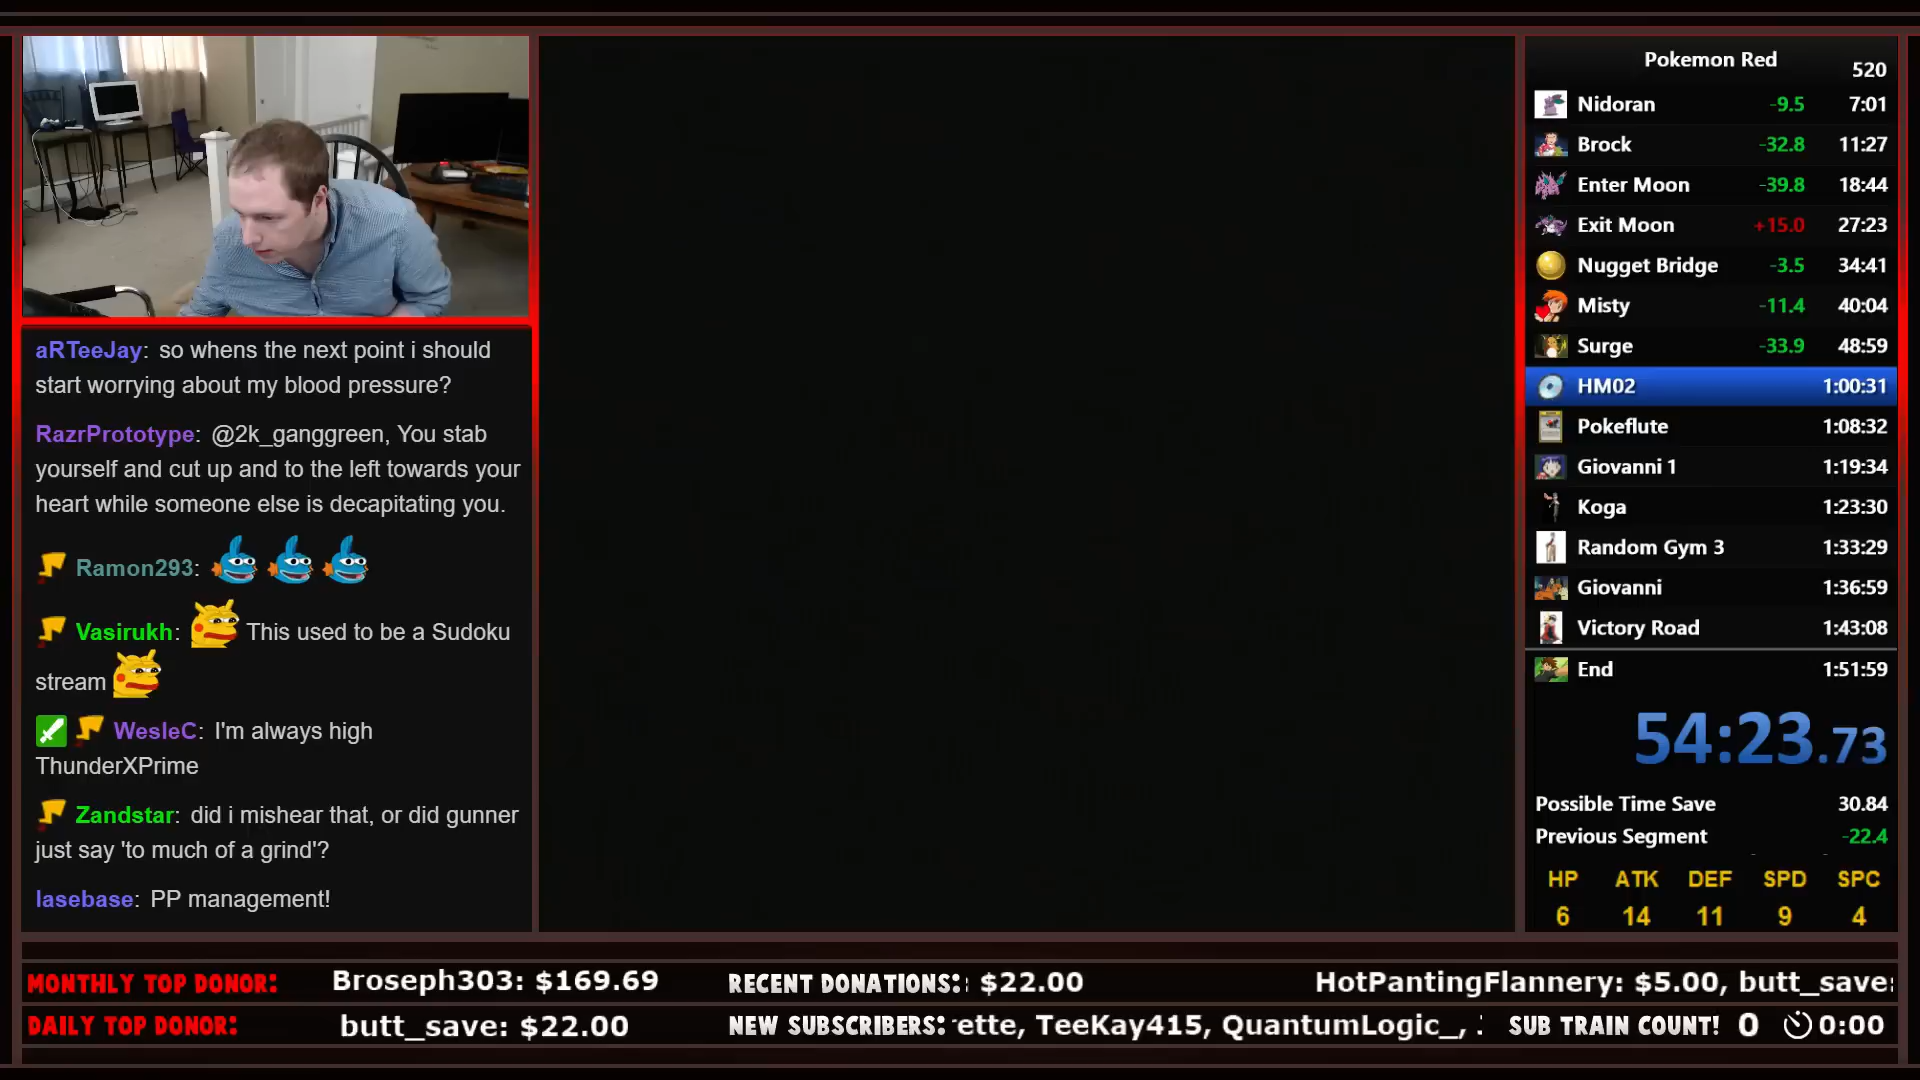 aRTeeJay: so whens the next point i should
start worrying about my blood pressure?
RazrPrototype: @2k_ganggreen, You stab
yourself and cut up and to the left towards your
heart while someone else is decapitating you.
Ramon293:
Vasirukh: This used to be a Sudoku
stream
WesleC: I'm always high
ThunderXPrime
Zandstar: did i mishear that, or did gunner
just say 'to much of a grind'?
lasebase: PP management!
Pokemon Red
520
Nidoran -9.5 7:01
Brock -32.8 11:27
Enter Moon -39.8 18:44
Exit Moon +15.0 27:23
Nugget Bridge -3.5 34:41
Misty -11.4 40:04
Surge -33.9 48:59
HM02 1:00:31
Pokeflute 1:08:32
Giovanni 1 1:19:34
Koga 1:23:30
Random Gym 3 1:33:29
Giovanni 1:36:59
Victory Road 1:43:08
End 1:51:59
54:23.73
Possible Time Save 30.84
Previous Segment -22.4
HP ATK DEF SPD SPC
6 14 11 9 4
MONTHLY TOP DONOR: Broseph303: $169.69 RECENT DONATIONS: : $22.00 HotPantingFlannery: $5.00, butt_save:
DAILY TOP DONOR: butt_save: $22.00 NEW SUBSCRIBERS: ette, TeeKay415, QuantumLogic_, SUB TRAIN COUNT! 0 0:00